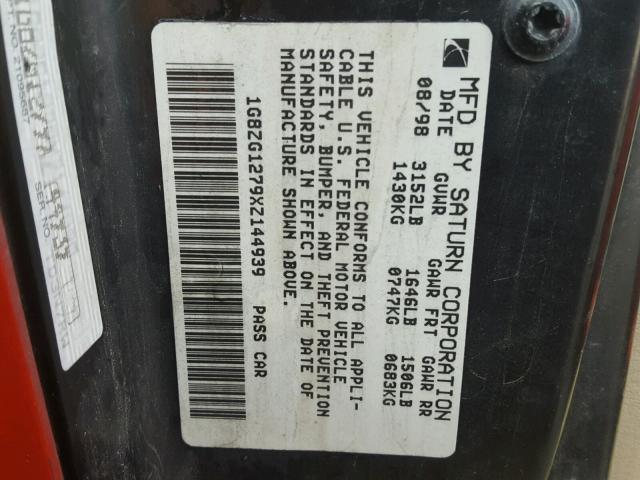 MFD BY SATURN CORPORATION
DATE GVWR GAWR FRT GAWR RR
08/98 3152LB 1646LB 1506LB
1430KG 0747KG 0683KG
THIS VEHICLE CONFORMS TO ALL APPLI-
CABLE U.S. FEDERAL MOTOR VEHICLE
SAFETY, BUMPER, AND THEFT PREVENTION
STANDARDS IN EFFECT ON THE DATE OF
MANUFACTURE SHOWN ABOVE.
1G8ZG1279XZ144939 PASS CAR
SER. NO.